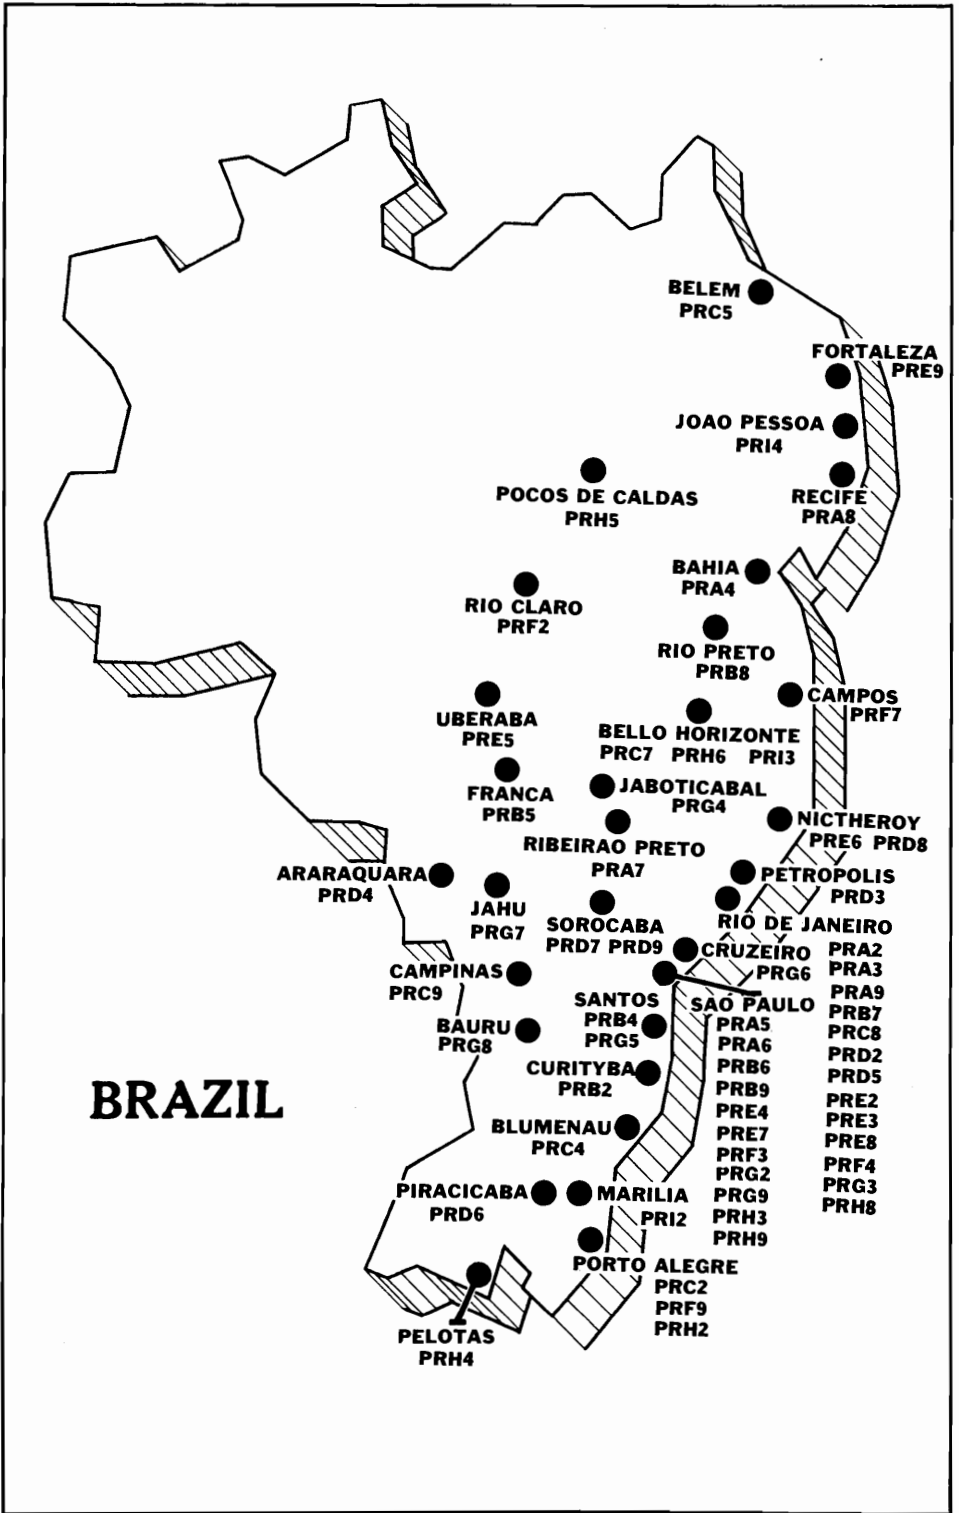 BELEM
PRC5
FORTALEZA
PRE9
JOAO PESSOA
PRI4
POCOS DE CALDAS
PRH5
RECIFE
PRA8
BAHIA
PRA4
RIO CLARO
PRF2
RIO PRETO
PRB8
CAMPOS
PRF7
UBERABA
PRE5
BELLO HORIZONTE
PRC7 PRH6 PRI3
FRANCA
PRB5
JABOTICABAL
PRG4
NICTHEROY
PRE6 PRD8
RIBEIRAO PRETO
PRA7
ARARAQUARA
PRD4
PETROPOLIS
PRD3
JAHU
PRG7
SOROCABA
PRD7 PRD9
RIO DE JANEIRO
PRA2
PRA3
PRA9
PRB7
PRC8
PRD2
PRD5
PRE2
PRE3
PRE8
PRF4
PRG3
PRH8
CRUZEIRO
PRG6
CAMPINAS
PRC9
SAO PAULO
PRA5
PRA6
PRB6
PRB9
PRE4
PRE7
PRF3
PRG2
PRG9
PRH3
PRH9
SANTOS
PRB4
PRG5
BAURU
PRG8
CURITYBA
PRB2
BRAZIL
BLUMENAU
PRC4
PIRACICABA
PRD6
MARILIA
PRI2
PORTO ALEGRE
PRC2
PRF9
PRH2
PELOTAS
PRH4